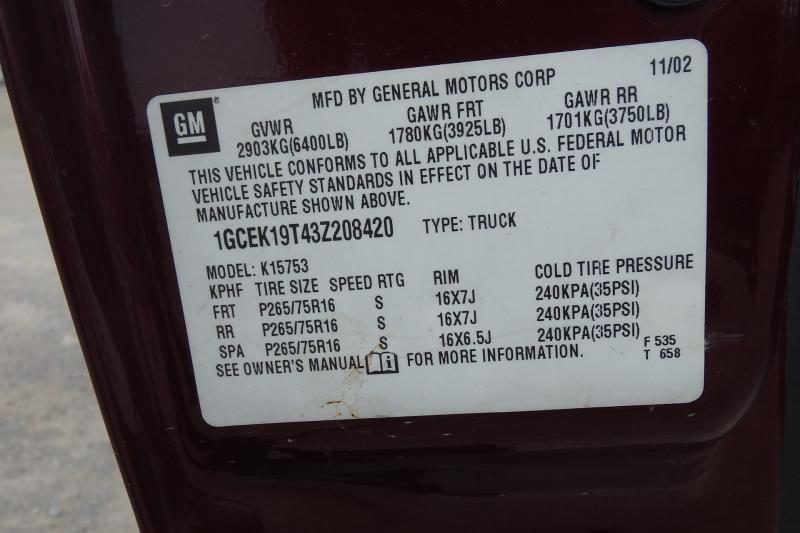 MFD BY GENERAL MOTORS CORP 11/02
GM
GVWR GAWR FRT GAWR RR
2903KG(6400LB) 1780KG(3925LB) 1701KG(3750LB)
THIS VEHICLE CONFORMS TO ALL APPLICABLE U.S. FEDERAL MOTOR
VEHICLE SAFETY STANDARDS IN EFFECT ON THE DATE OF
MANUFACTURE SHOWN ABOVE.
1GCEK19T43Z208420 TYPE: TRUCK
MODEL: K15753
KPHF TIRE SIZE SPEED RTG RIM COLD TIRE PRESSURE
FRT P265/75R16 S 16X7J 240KPA(35PSI)
RR P265/75R16 S 16X7J 240KPA(35PSI)
SPA P265/75R16 S 16X6.5J 240KPA(35PSI)
SEE OWNER'S MANUAL FOR MORE INFORMATION.
F 535
T 658